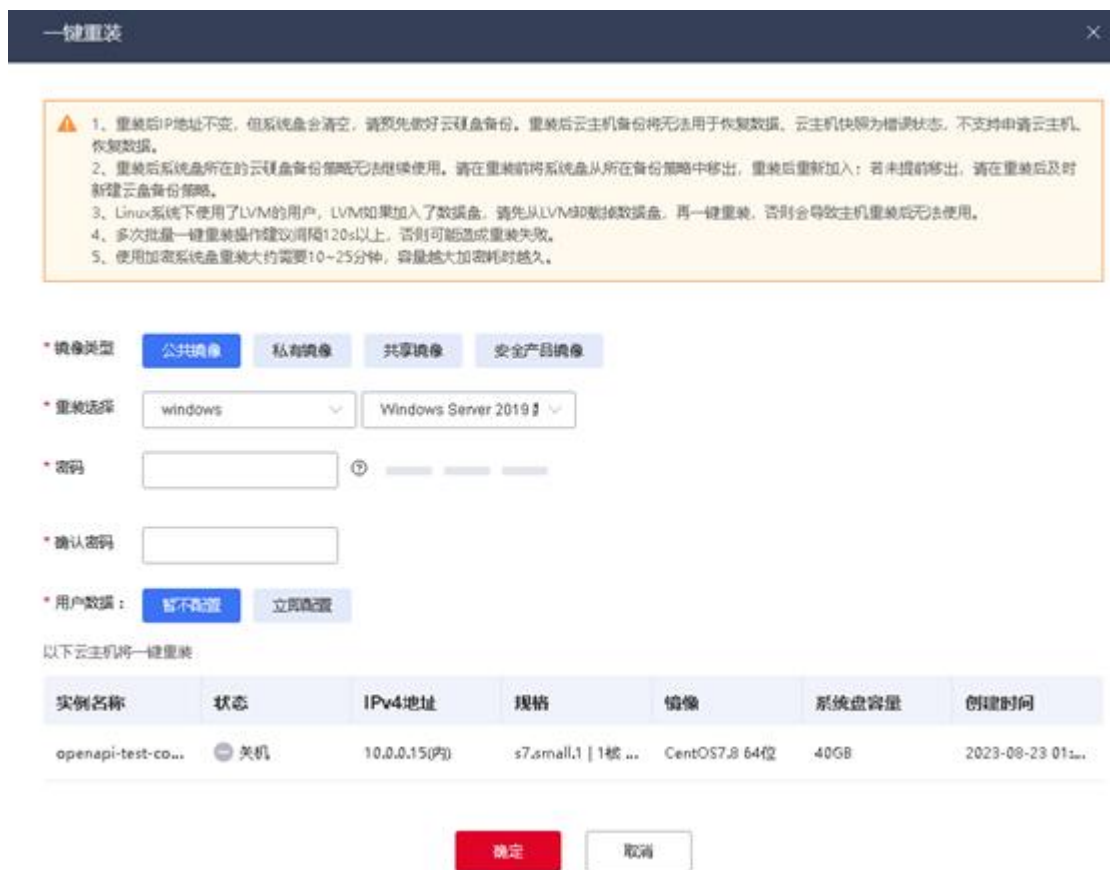 一键重装
1、重装后IP地址不变，但系统盘会清空，请预先做好云硬盘备份。重装后云主机备份将无法用于恢复数据、云主机快照为错误状态，不支持申请云主机、
恢复数据。
2、重装后系统盘所在的云硬盘备份策略无法继续使用。请在重装前将系统盘从所在备份策略中移出，重装后重新加入；若未提前移出，请在重装后及时
新建云盘备份策略。
3、Linux系统下使用了LVM的用户，LVM如果加入了数据盘，请先从LVM卸载掉数据盘，再一键重装，否则会导致主机重装后无法使用。
4、多次批量一键重装操作建议间隔120s以上，否则可能造成重装失败。
5、使用加密系统盘重装大约需要10~25分钟，容量越大加密耗时越久。
* 镜像类型 公共镜像 私有镜像 共享镜像 安全产品镜像
* 重装选择 windows Windows Server 2019
* 密码
* 确认密码
* 用户数据： 暂不配置 立即配置
以下云主机将一键重装
实例名称 状态 IPv4地址 规格 镜像 系统盘容量 创建时间
openapi-test-co... 关机 10.0.0.15(内) s7.small.1 | 1核 ... CentOS7.8 64位 40GB 2023-08-23 01:...
确定 取消